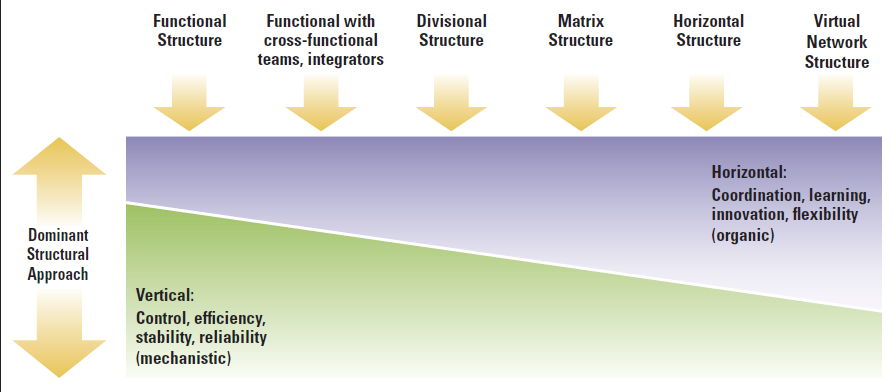 Functional
Structure
Functional with
cross-functional
teams, integrators
Divisional
Structure
Matrix
Structure
Horizontal
Structure
Virtual
Network
Structure
Dominant
Structural
Approach
Horizontal:
Coordination, learning,
innovation, flexibility
(organic)
Vertical:
Control, efficiency,
stability, reliability
(mechanistic)